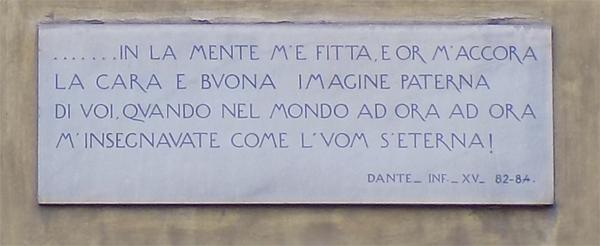 .......IN LA MENTE M'E FITTA, E OR M'ACCORA
LA CARA E BVONA IMAGINE PATERNA
DI VOI, QVANDO NEL MONDO AD ORA AD ORA
M'INSEGNAVATE COME L'VOM S'ETERNA!
DANTE_ INF._ XV_ 82-84.